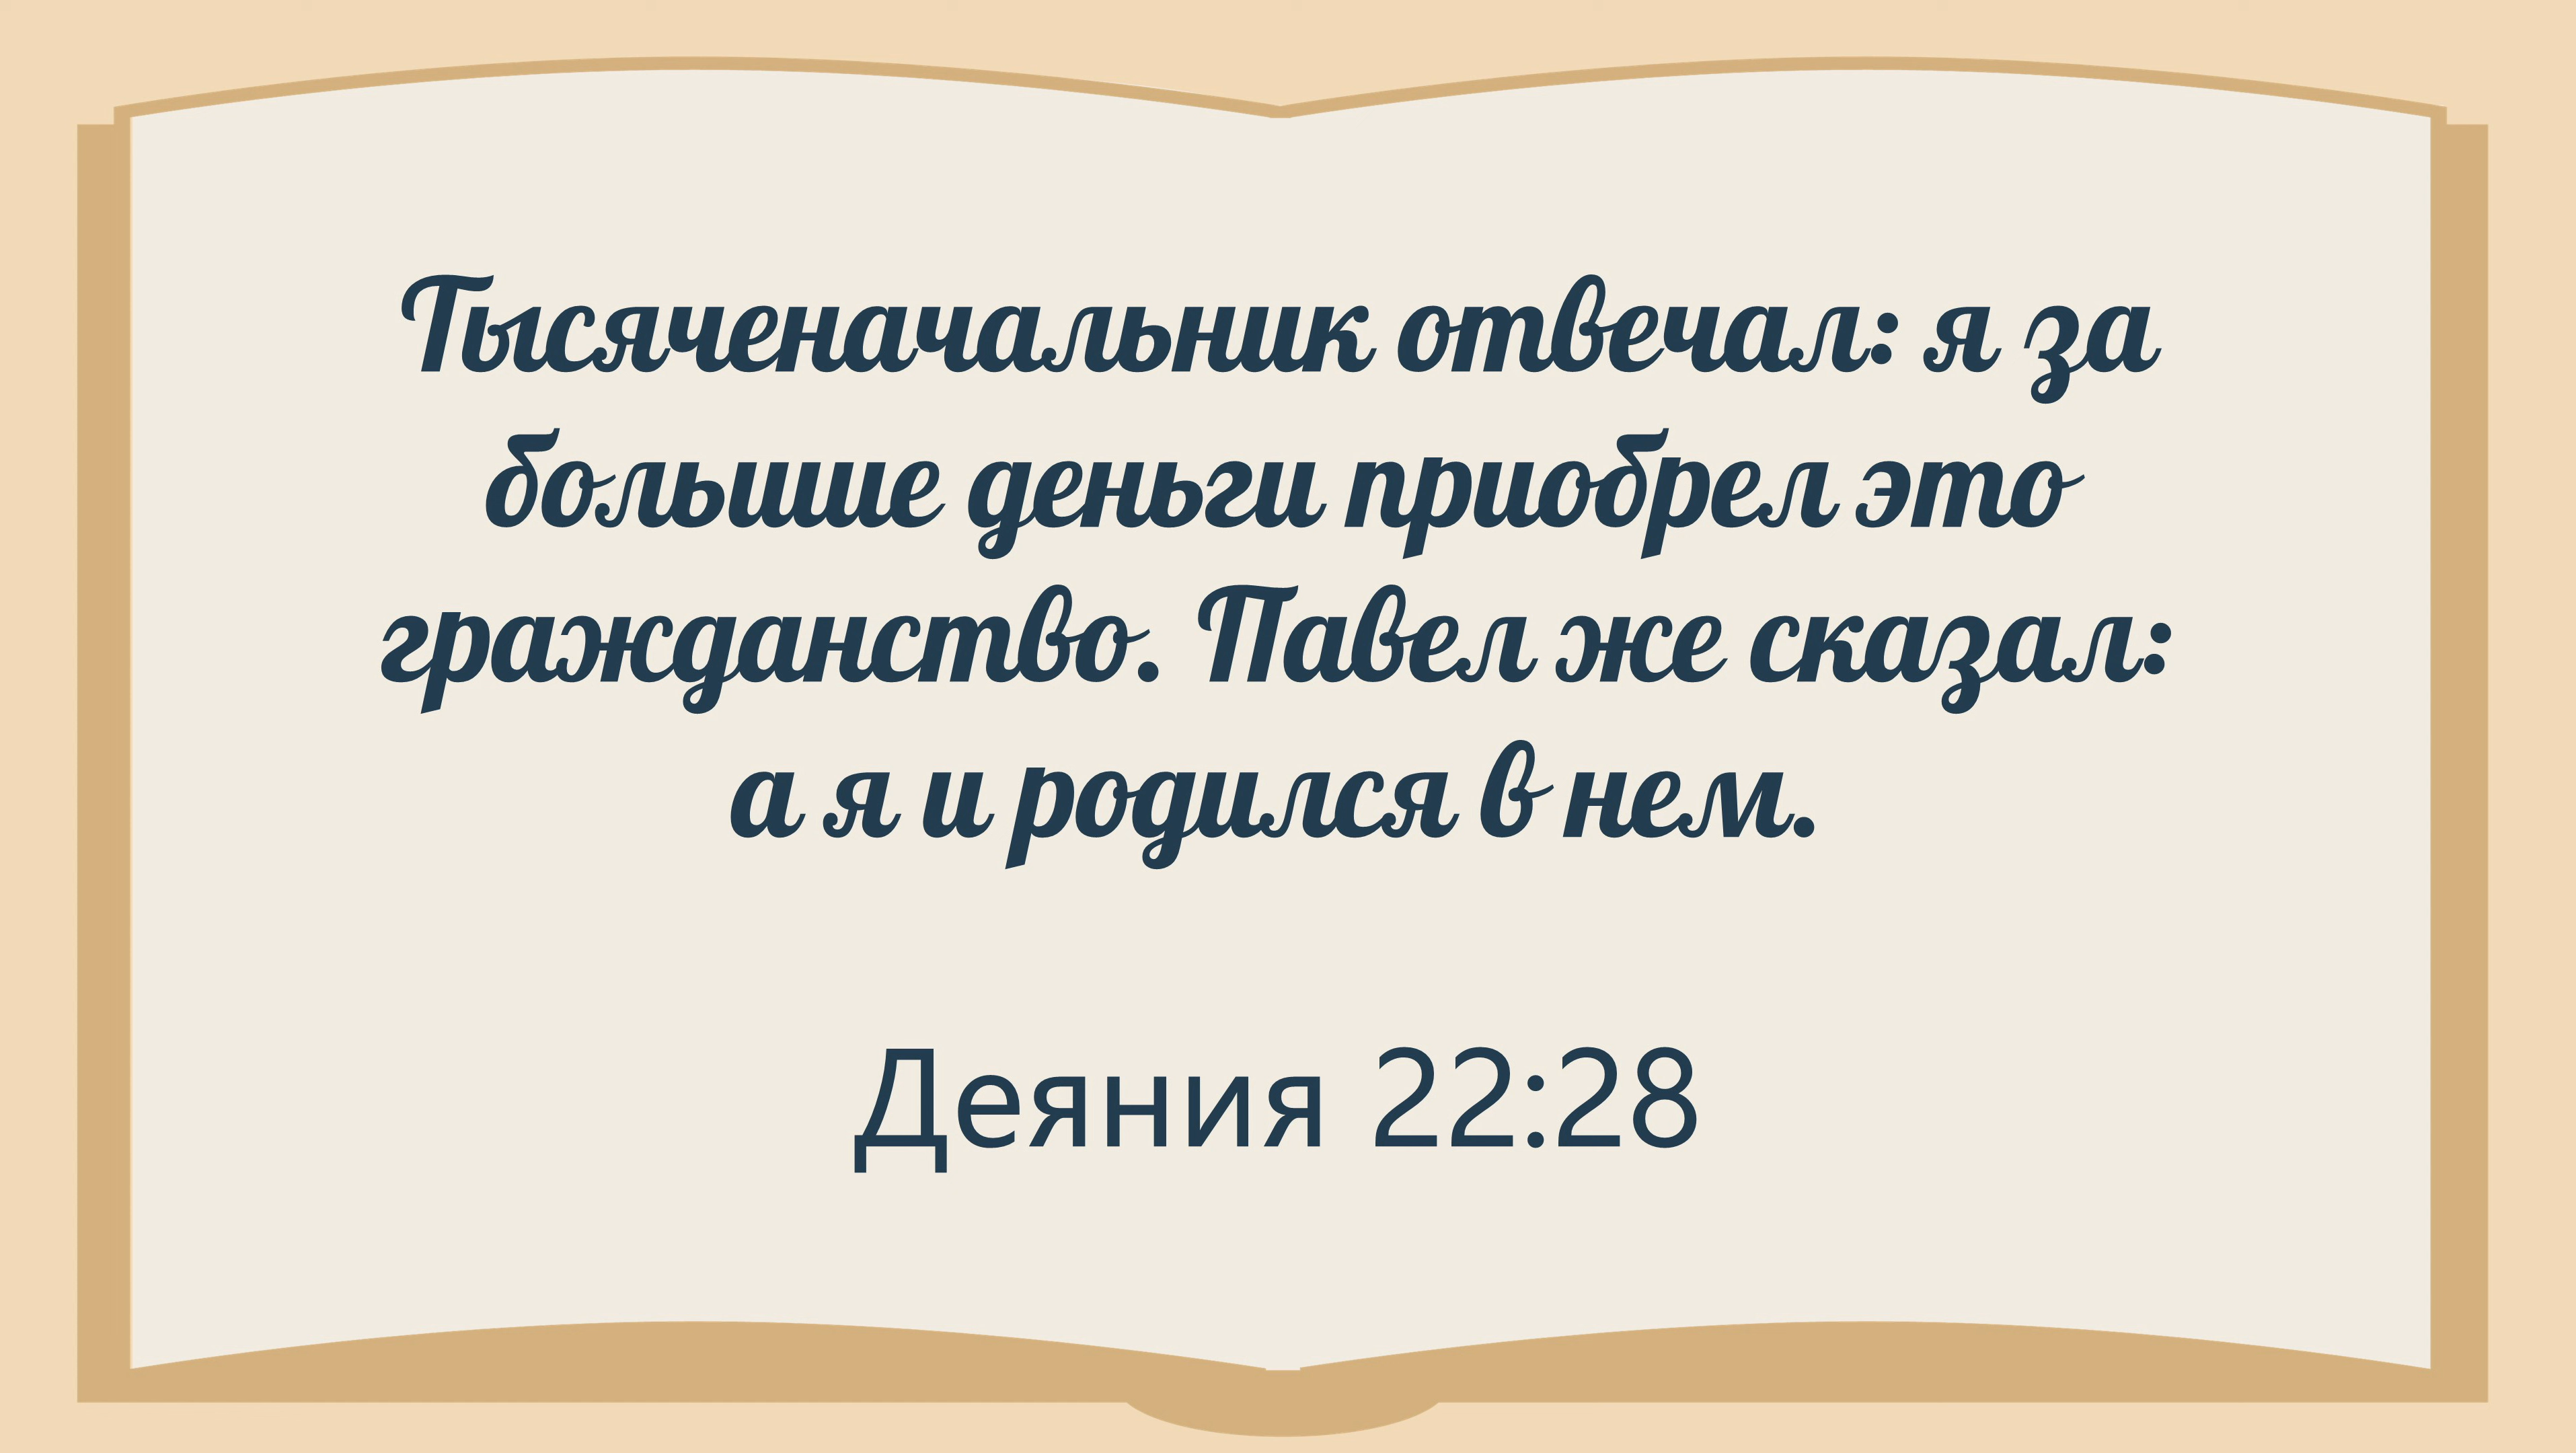 Тысяченачальник отвечал: я за
большие деньги приобрел это
гражданство. Павел же сказал:
а я и родился в нем.
Деяния 22:28